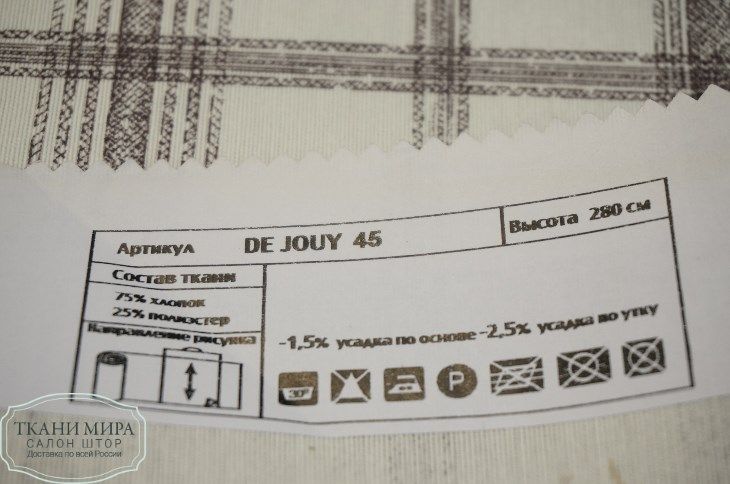 Артикул DE JOUY 45
Высота 280 см
Состав ткани
75% хлопок
25% полиэстер
Направление рисунка
-1,5% усадка по основе -2,5% усадка по утку
30°
P
ТКАНИ МИРА
САЛОН ШТОР
Доставка по всей России